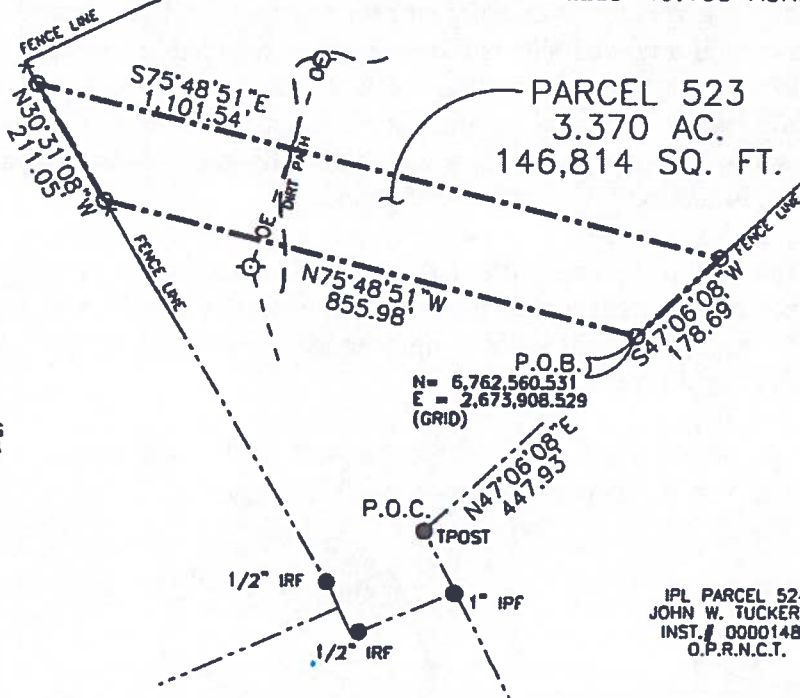 FENCE LINE
S75°48'51"E
1,101.54'
PARCEL 523
3.370 AC.
146,814 SQ. FT.
N30°31'08"W
211.05'
DIRT PATH
OE
FENCE LINE
FENCE LINE
N75°48'51"W
855.98'
S47°06'08"W
178.69'
P.O.B.
N= 6,762,560.531
E = 2,673,908.529
(GRID)
N47°06'08"E
447.93'
P.O.C.
TPOST
1/2" IRF
1" IPF
1/2" IRF
IPL PARCEL
JOHN W. TUCKER
INST.#
O.P.R.N.C.T.